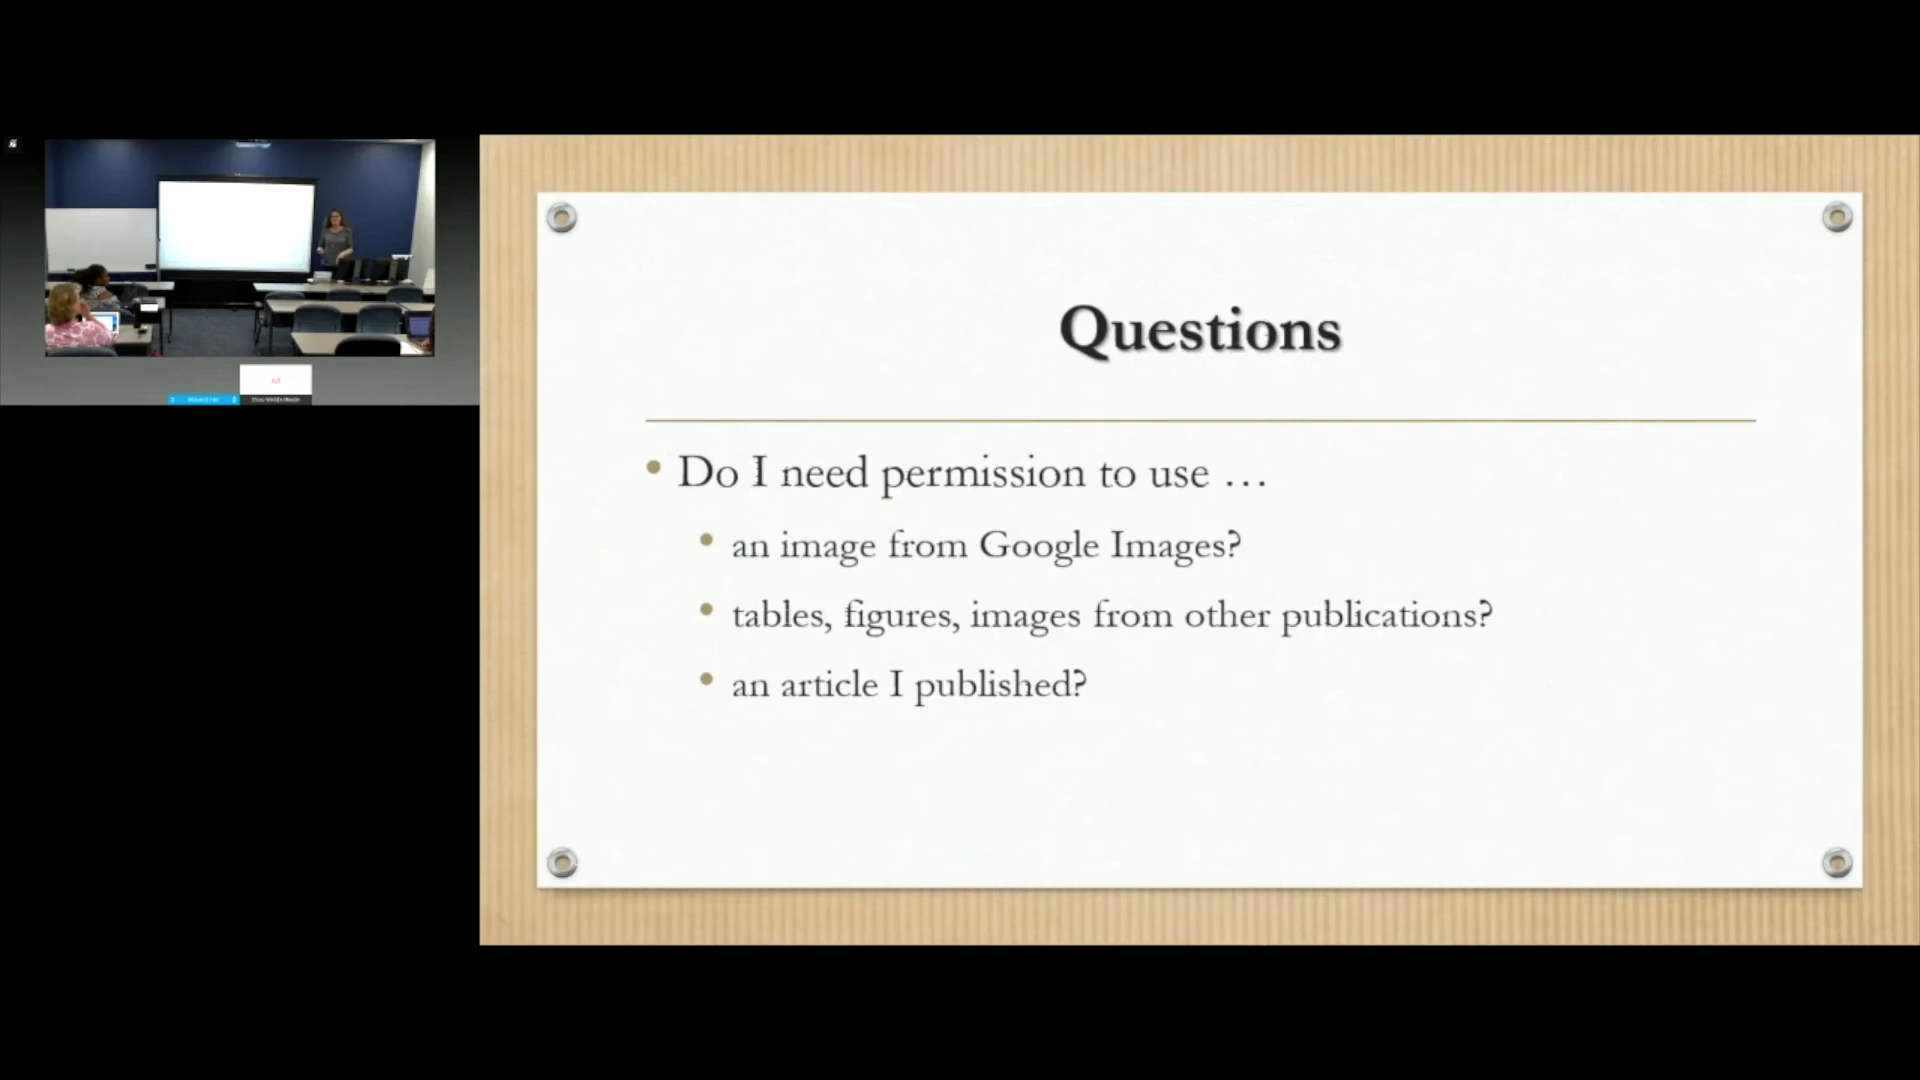 Questions
Do I need permission to use …
an image from Google Images?
tables, figures, images from other publications?
an article I published?